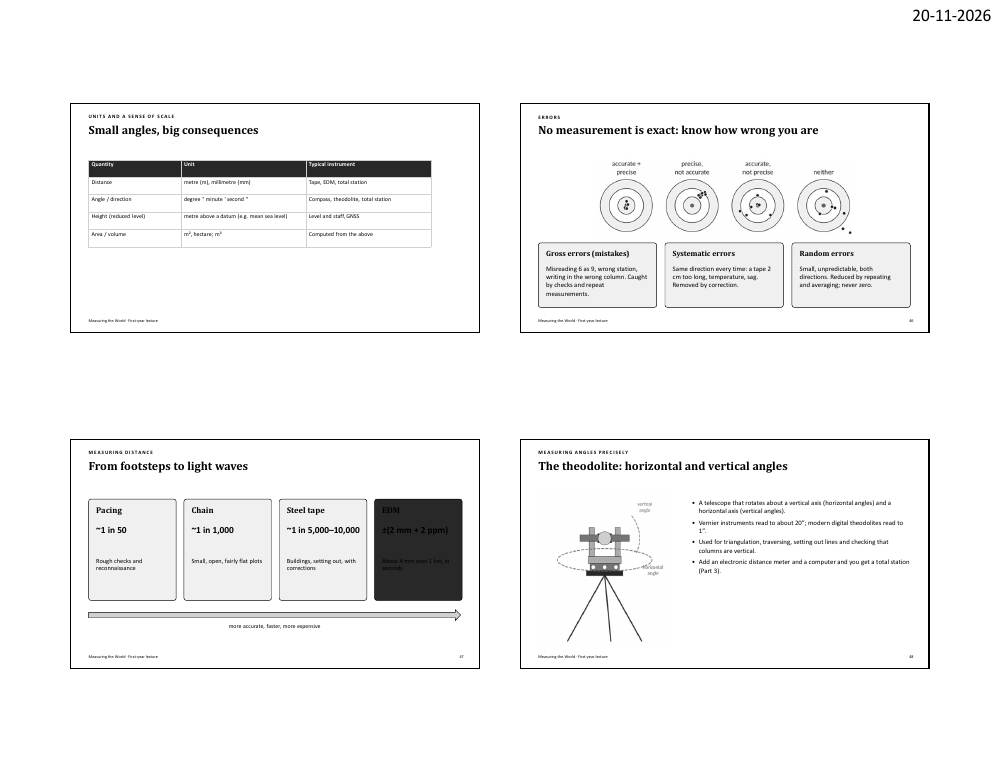 20-11-2026
UNITS AND A SENSE OF SCALE
Small angles, big consequences
Quantity Unit Typical instrument
Distance metre (m), millimetre (mm) Tape, EDM, total station
Angle / direction degree ° minute ′ second ″ Compass, theodolite, total station
Height (reduced level) metre above a datum (e.g. mean sea level) Level and staff, GNSS
Area / volume m², hectare; m³ Computed from the above
Measuring the World · First-year lecture
ERRORS
No measurement is exact: know how wrong you are
accurate + precise, accurate,
precise not accurate not precise neither
Gross errors (mistakes)
Misreading 6 as 9, wrong station,
writing in the wrong column. Caught
by checks and repeat
measurements.
Systematic errors
Same direction every time: a tape 2
cm too long, temperature, sag.
Removed by correction.
Random errors
Small, unpredictable, both
directions. Reduced by repeating
and averaging; never zero.
Measuring the World · First-year lecture
46
MEASURING DISTANCE
From footsteps to light waves
Pacing
~1 in 50
Rough checks and
reconnaissance
Chain
~1 in 1,000
Small, open, fairly flat plots
Steel tape
~1 in 5,000–10,000
Buildings, setting out, with
corrections
EDM
±(2 mm + 2 ppm)
About 4 mm over 1 km, in
seconds
more accurate, faster, more expensive
Measuring the World · First-year lecture
47
MEASURING ANGLES PRECISELY
The theodolite: horizontal and vertical angles
vertical
angle
horizontal
angle
• A telescope that rotates about a vertical axis (horizontal angles) and a
horizontal axis (vertical angles).
• Vernier instruments read to about 20″; modern digital theodolites read to
1″.
• Used for triangulation, traversing, setting out lines and checking that
columns are vertical.
• Add an electronic distance meter and a computer and you get a total station
(Part 3).
Measuring the World · First-year lecture
48